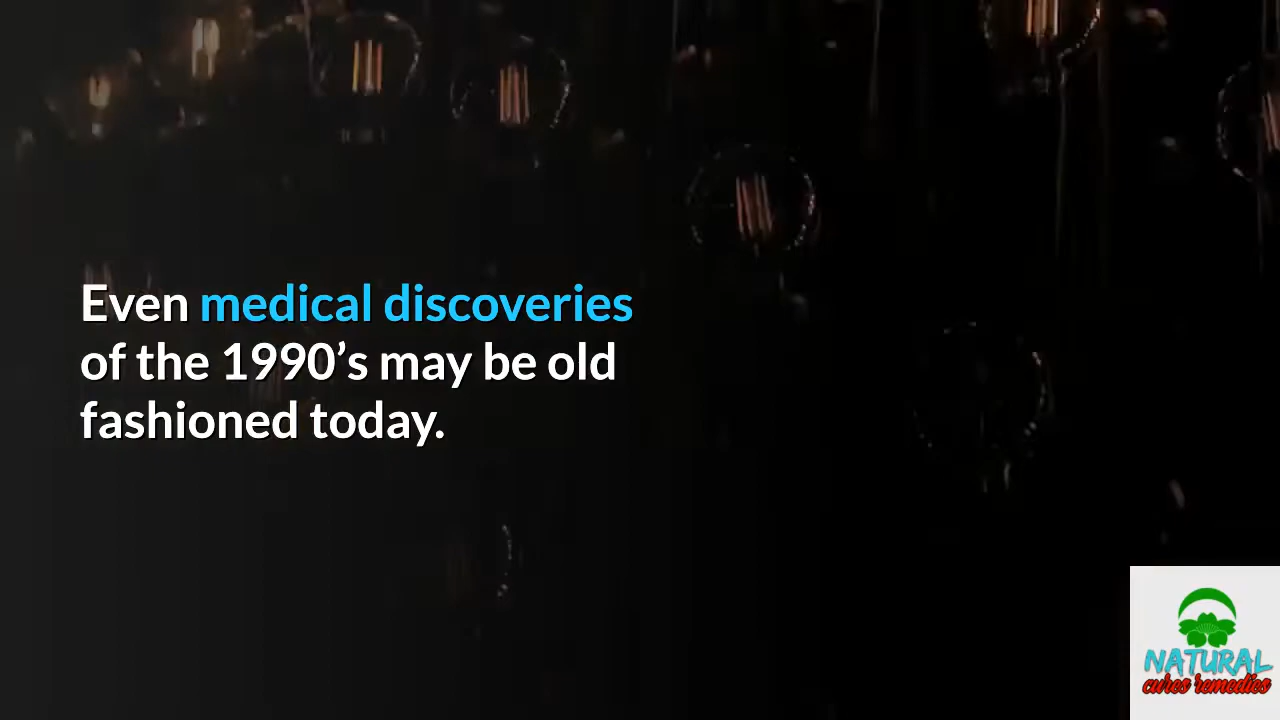 Even medical discoveries
of the 1990’s may be old
fashioned today.
NATURAL
cures remedies